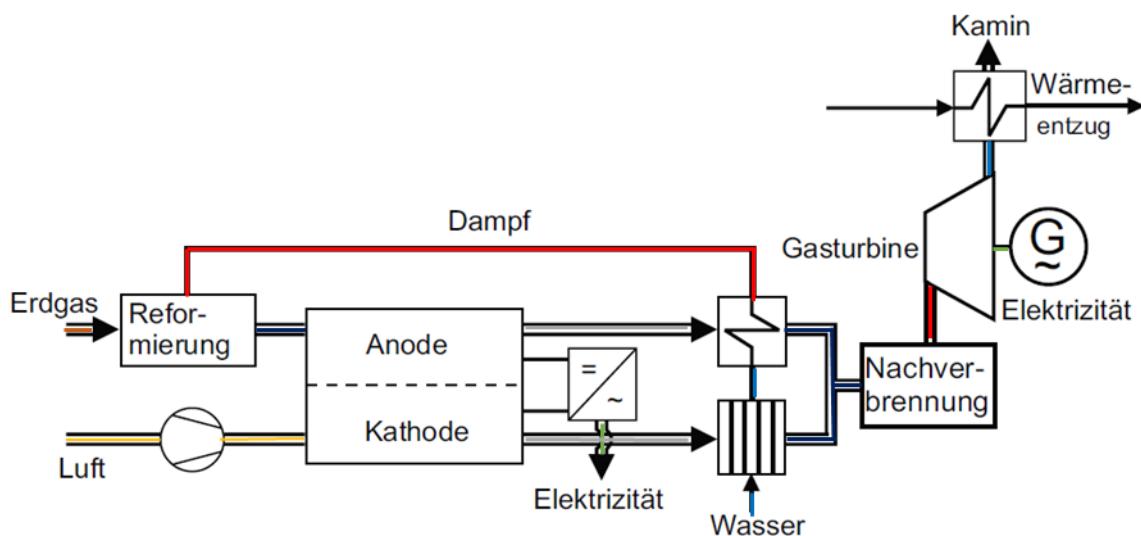 Kamin
Wärme-
entzug
Dampf
Gasturbine
G
~
Elektrizität
Erdgas
Refor-
mierung
Anode
=
~
Nachver-
brennung
Kathode
Luft
Elektrizität
Wasser